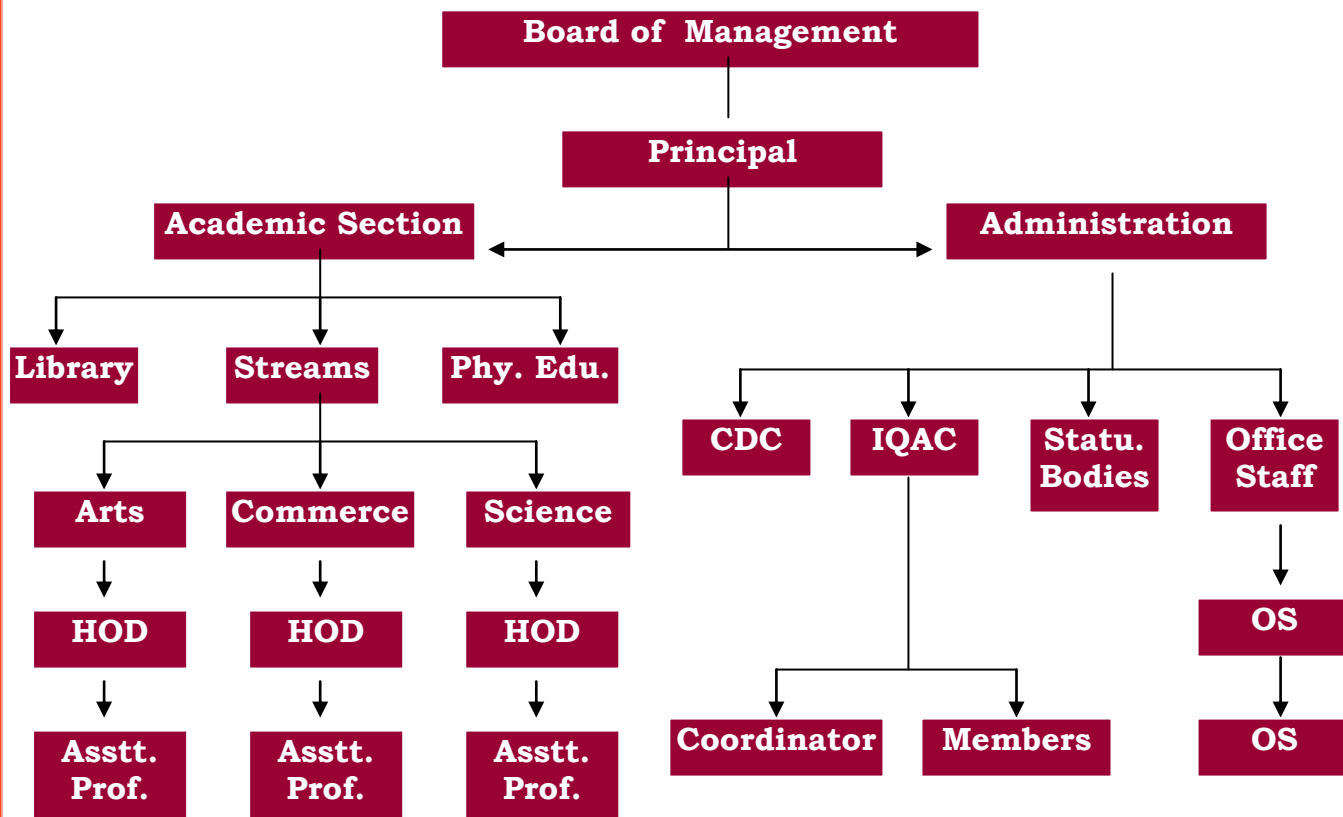 Board of Management
Principal
Academic Section
Administration
Library
Streams
Phy. Edu.
CDC
IQAC
Statu.
Bodies
Office
Staff
Arts
Commerce
Science
HOD
HOD
HOD
OS
Coordinator
Members
OS
Asstt.
Prof.
Asstt.
Prof.
Asstt.
Prof.